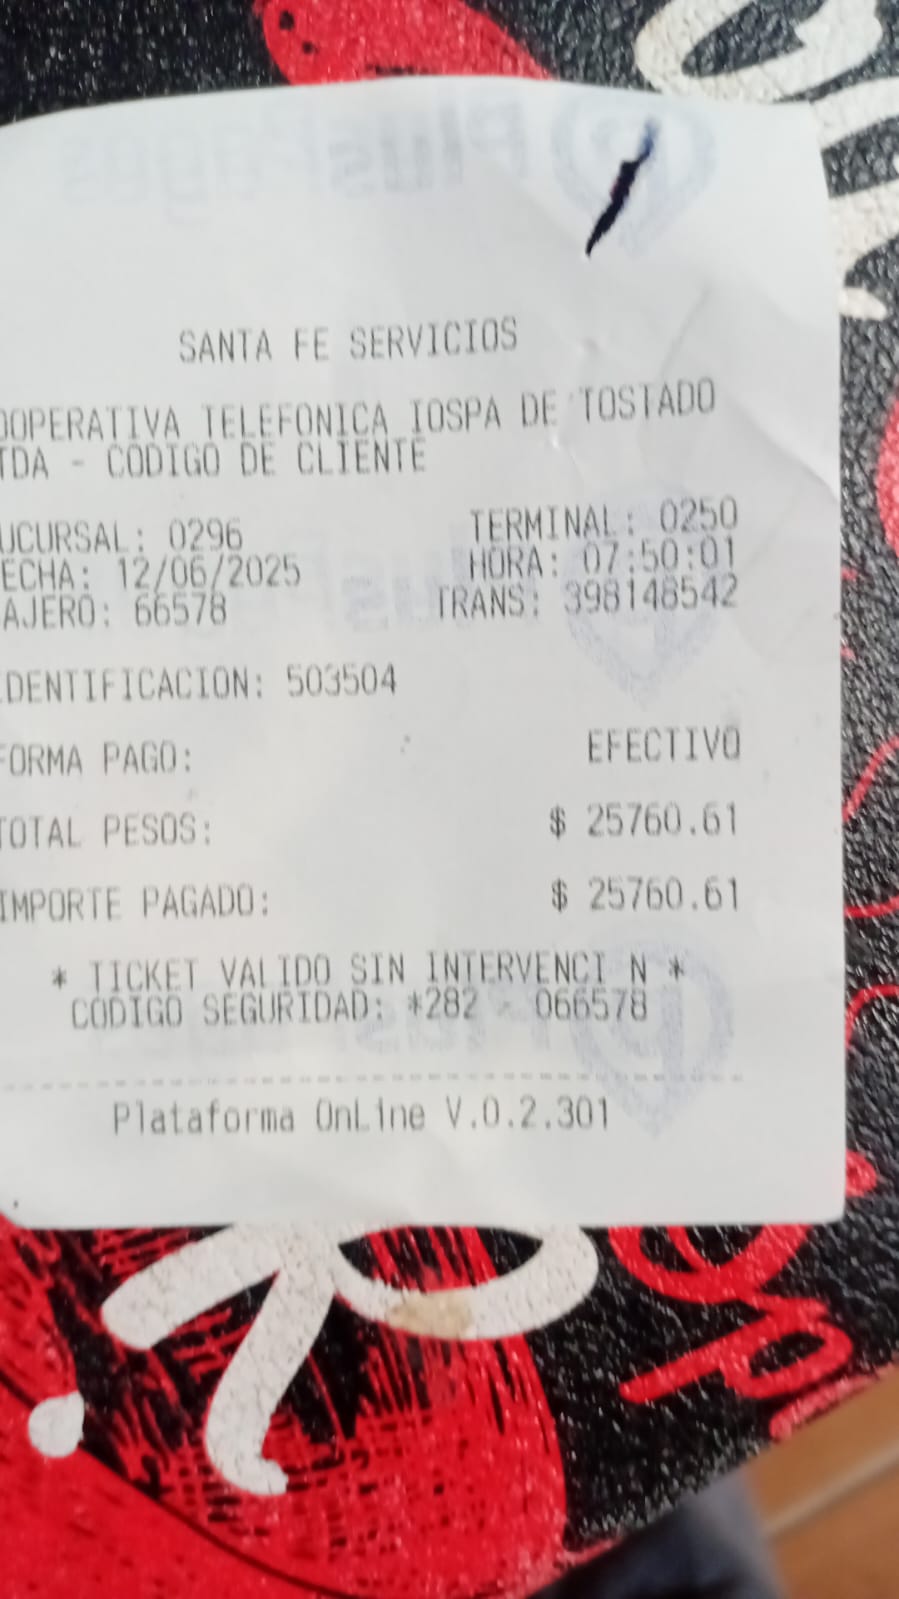 SANTA FE SERVICIOS
OOPERATIVA TELEFONICA IOSPA DE TOSTADO
TDA - CODIGO DE CLIENTE
UCURSAL: 0296 TERMINAL: 0250
ECHA: 12/06/2025 HORA: 07:50:01
AJERO: 66578 TRANS: 398148542
IDENTIFICACION: 503504
FORMA PAGO: EFECTIVO
TOTAL PESOS: $ 25760.61
IMPORTE PAGADO: $ 25760.61
* TICKET VALIDO SIN INTERVENCI N *
CODIGO SEGURIDAD: *282 - 066578
Plataforma OnLine V.0.2.301